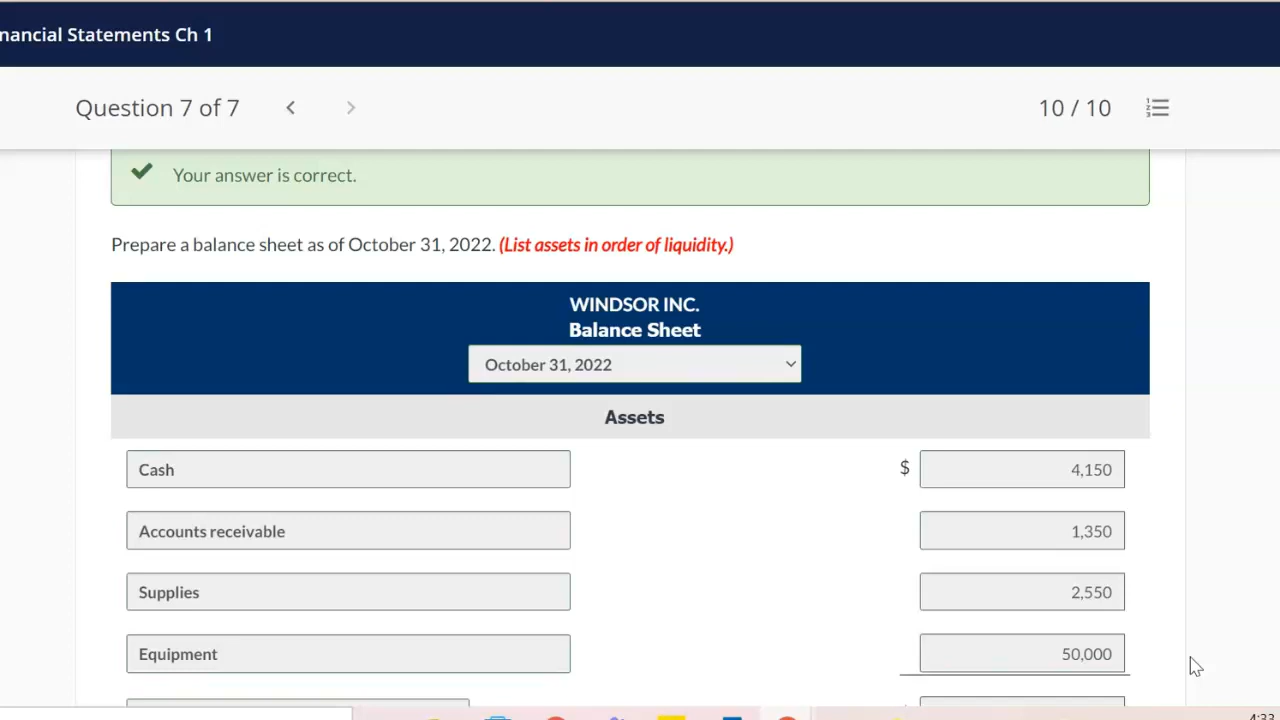 nancial Statements Ch 1
Question 7 of 7 < > 10 / 10
Your answer is correct.
Prepare a balance sheet as of October 31, 2022. (List assets in order of liquidity.)
WINDSOR INC.
Balance Sheet
October 31, 2022
Assets
Cash $ 4,150
Accounts receivable 1,350
Supplies 2,550
Equipment 50,000